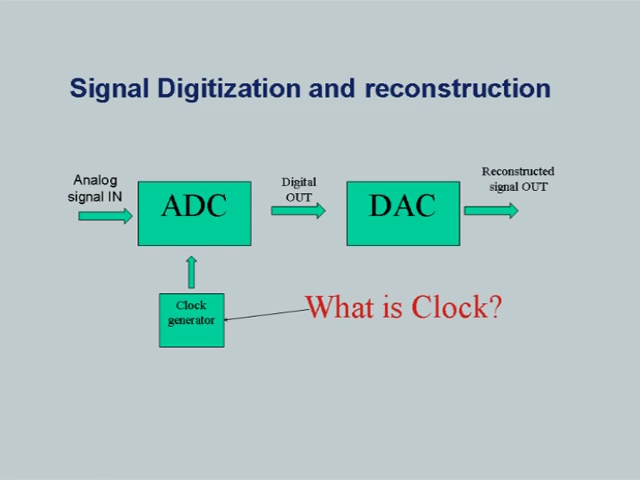 Signal Digitization and reconstruction
Analog
signal IN
ADC
Digital
OUT
DAC
Reconstructed
signal OUT
Clock
generator
What is Clock?